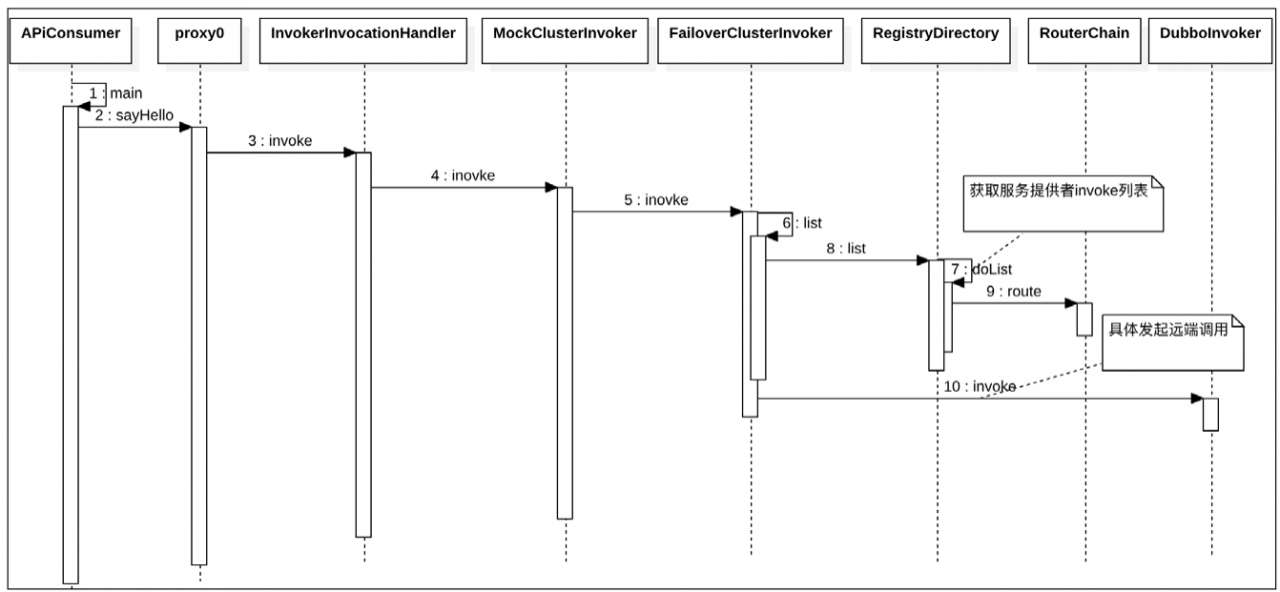 APiConsumer
proxy0
InvokerInvocationHandler
MockClusterInvoker
FailoverClusterInvoker
RegistryDirectory
RouterChain
DubboInvoker
1 : main
2 : sayHello
3 : invoke
4 : inovke
5 : inovke
获取服务提供者invoke列表
6 : list
8 : list
7 : doList
9 : route
具体发起远端调用
10 : invoke